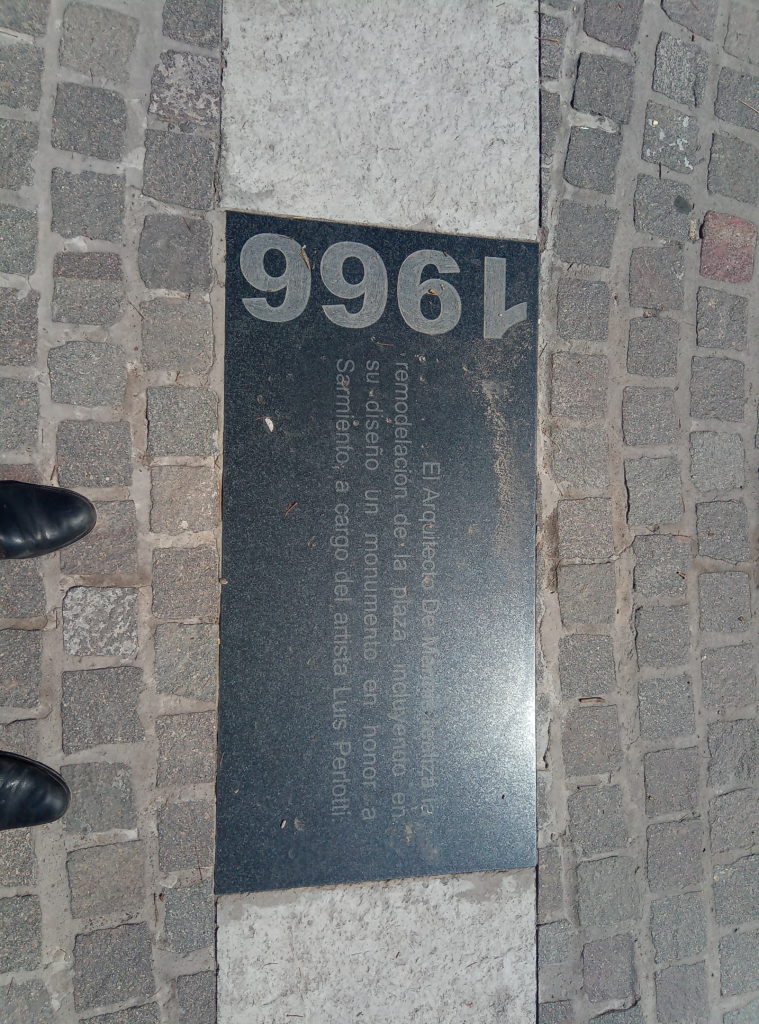 1966
El Arquitecto De realiza la
remodelación de la plaza, incluyendo en
su diseño un monumento en honor a
Sarmiento, a cargo del artista Luis Perlotti.